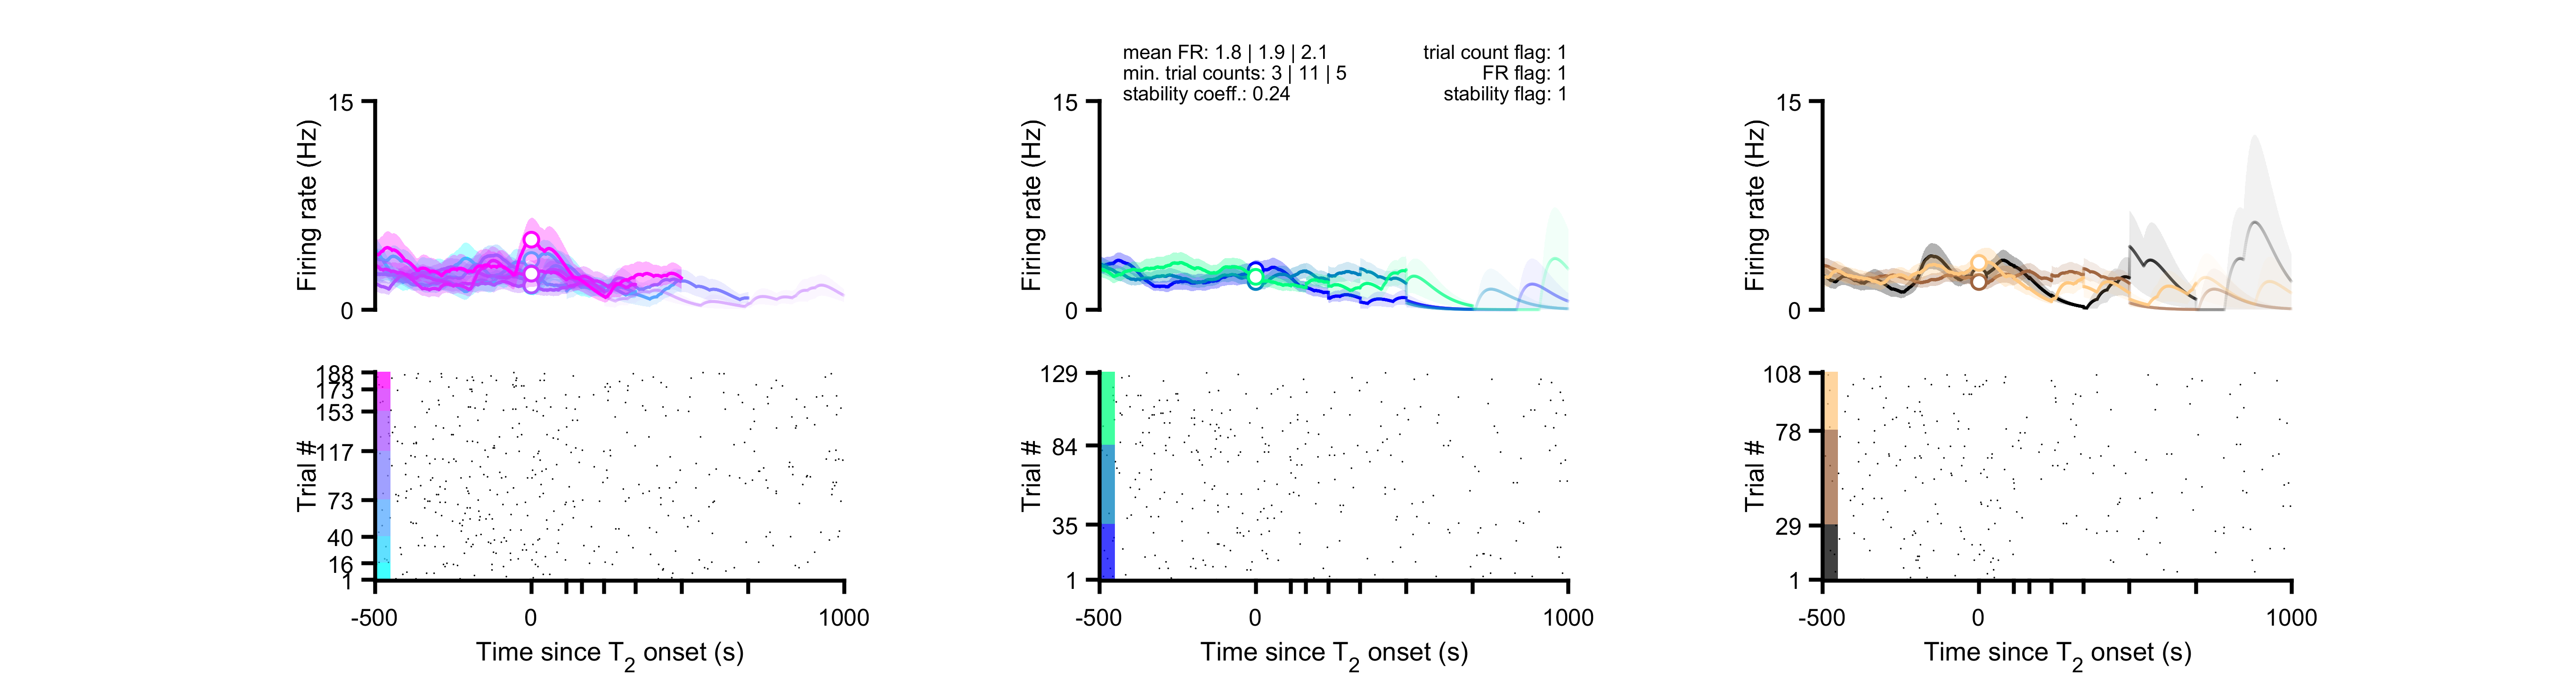 mean FR: 1.8 | 1.9 | 2.1
min. trial counts: 3 | 11 | 5
stability coeff.: 0.24
trial count flag: 1
FR flag: 1
stability flag: 1
15
Firing rate (Hz)
0
188
173
153
117
73
40
16
1
Trial #
-500
0
1000
Time since T2 onset (s)
15
Firing rate (Hz)
0
129
84
35
1
Trial #
-500
0
1000
Time since T2 onset (s)
15
Firing rate (Hz)
0
108
78
29
1
Trial #
-500
0
1000
Time since T2 onset (s)